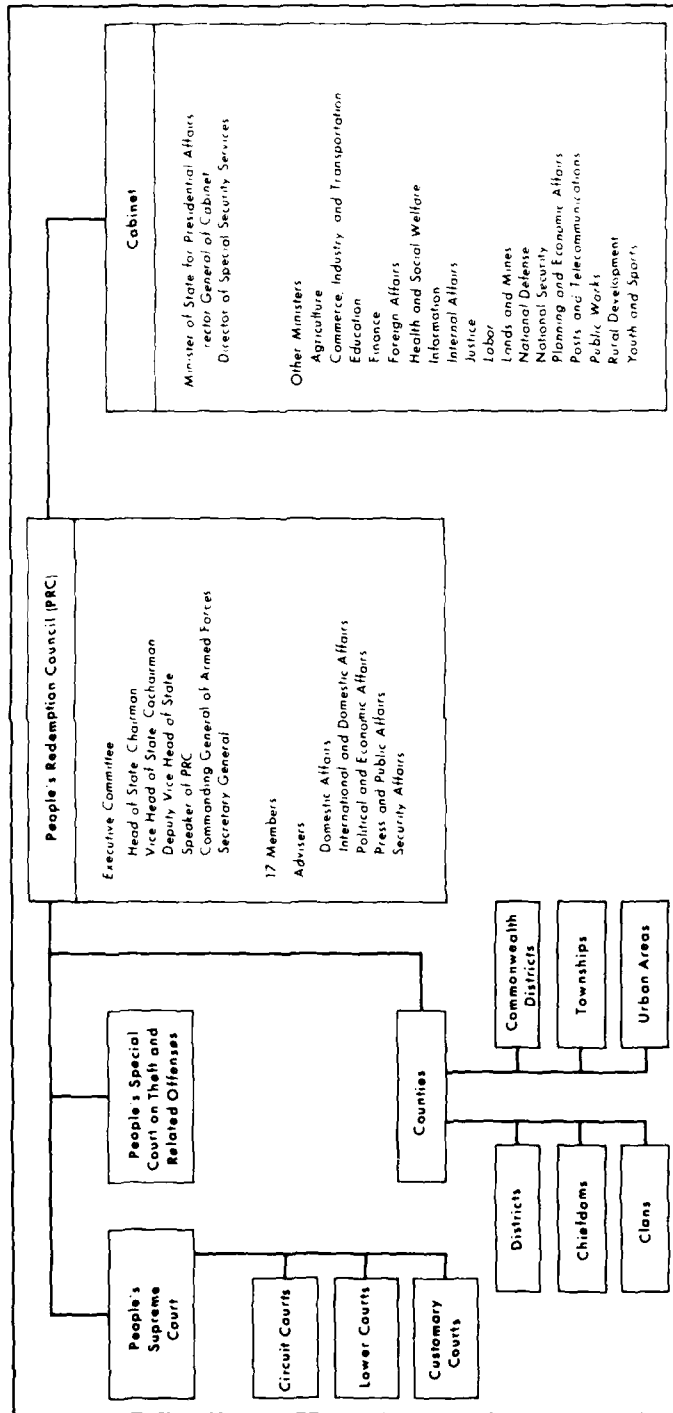 People's Redemption Council (PRC)
Executive Committee
Head of State Chairman
Vice Head of State Cochairman
Deputy Vice Head of State
Speaker of PRC
Commanding General of Armed Forces
Secretary General
17 Members
Advisers
Domestic Affairs
International and Domestic Affairs
Political and Economic Affairs
Press and Public Affairs
Security Affairs
Cabinet
Minister of State for Presidential Affairs
rector General of Cabinet
Director of Special Security Services
Other Ministers
Agriculture
Commerce, Industry and Transportation
Education
Finance
Foreign Affairs
Health and Social Welfare
Information
Internal Affairs
Justice
Labor
Lands and Mines
National Defense
National Security
Planning and Economic Affairs
Posts and Telecommunications
Public Works
Rural Development
Youth and Sports
People's
Supreme
Court
Circuit Courts
Lower Courts
Customary
Courts
People's Special
Court on Theft and
Related Offenses
Counties
Districts
Chiefdoms
Clans
Commonwealth
Districts
Townships
Urban Areas